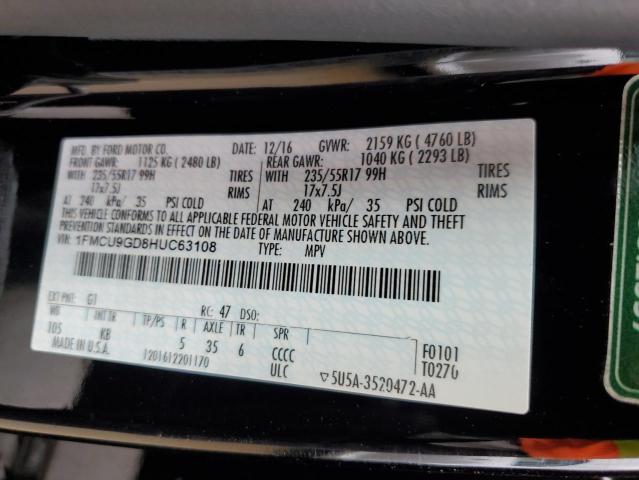 MFD. BY FORD MOTOR CO. DATE: 12/16 GVWR: 2159 KG ( 4760 LB)
FRONT GAWR: 1125 KG ( 2480 LB) REAR GAWR: 1040 KG ( 2293 LB)
WITH 235/55R17 99H TIRES WITH 235/55R17 99H TIRES
17x7.5J RIMS 17x7.5J RIMS
AT 240 kPa/ 35 PSI COLD AT 240 kPa/ 35 PSI COLD
THIS VEHICLE CONFORMS TO ALL APPLICABLE FEDERAL MOTOR VEHICLE SAFETY AND THEFT
PREVENTION STANDARDS IN EFFECT ON THE DATE OF MANUFACTURE SHOWN ABOVE.
VIN: 1FMCU9GD8HUC63108 TYPE: MPV
EXT PNT: G1 RC: 47 DSO:
WB INT TR TP/PS R AXLE TR SPR
105 KB 5 35 6 CCCC F0101
MADE IN U.S.A. 1201612201170 ULC T0270
5U5A-3520472-AA